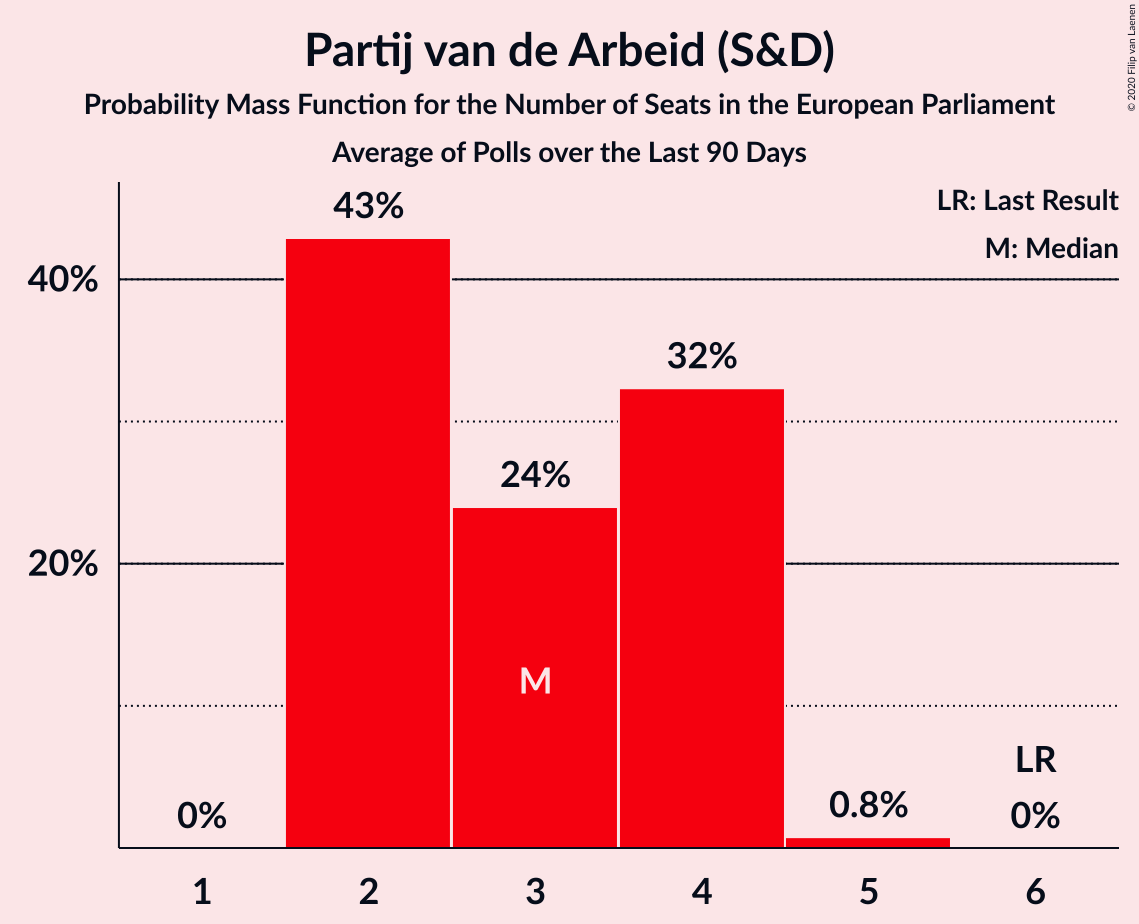 Partij van de Arbeid (S&D)
Probability Mass Function for the Number of Seats in the European Parliament
Average of Polls over the Last 90 Days
© 2020 Filip van Laenen
LR: Last Result
M: Median
43%
40%
32%
24%
20%
M
LR
0%
0.8%
0%
1 2 3 4 5 6